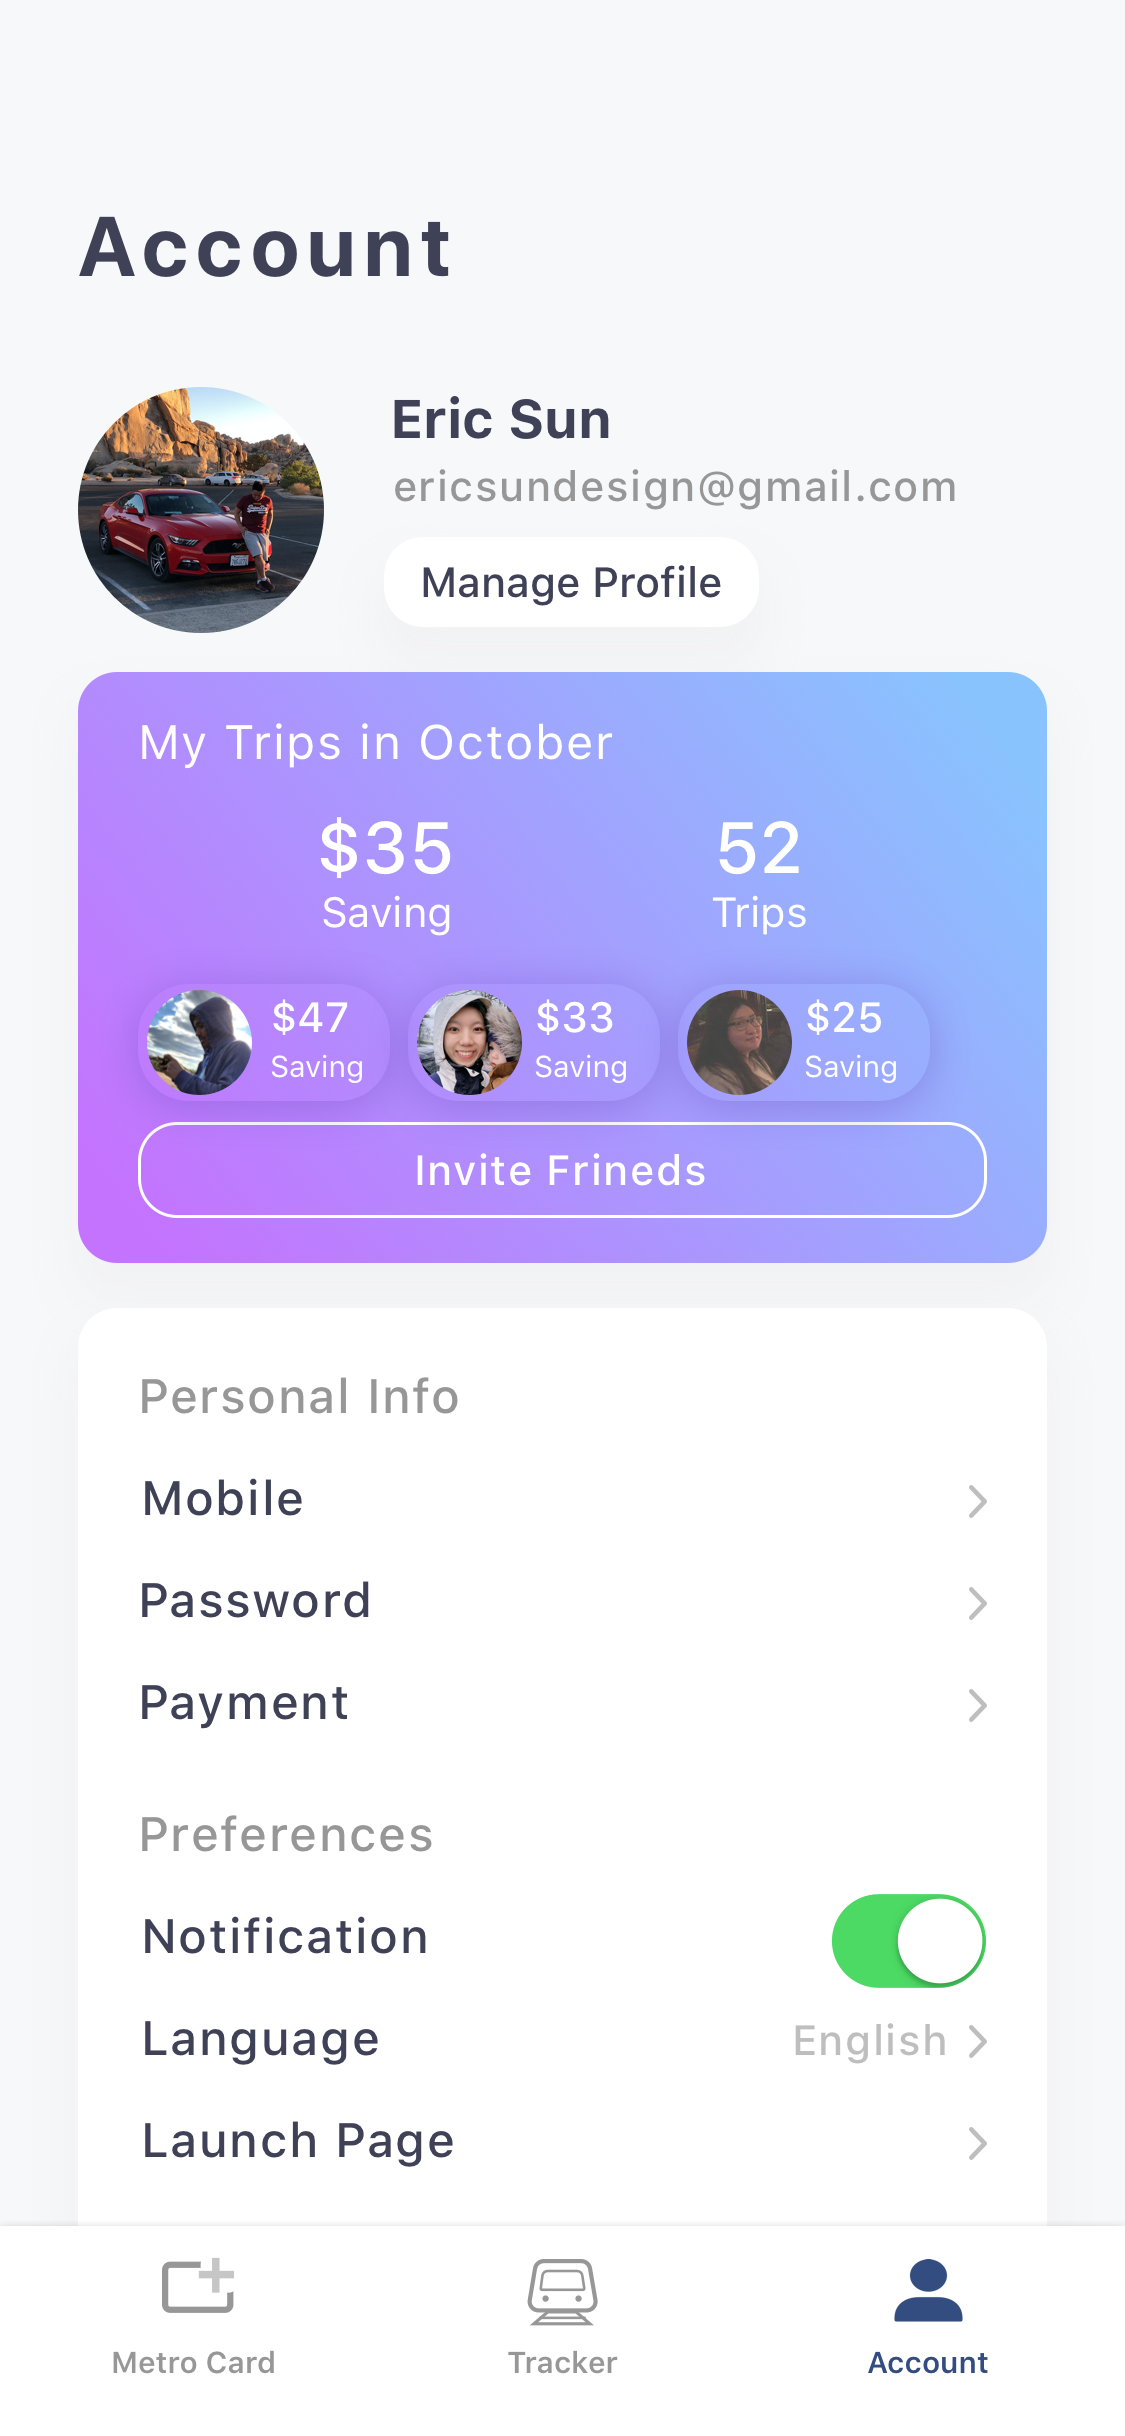 Account
Eric Sun
ericsundesign@gmail.com
Manage Profile
My Trips in October
$35
Saving
52
Trips
$47
Saving
$33
Saving
$25
Saving
Invite Frineds
Personal Info
Mobile
Password
Payment
Preferences
Notification
Language English
Launch Page
Metro Card
Tracker
Account